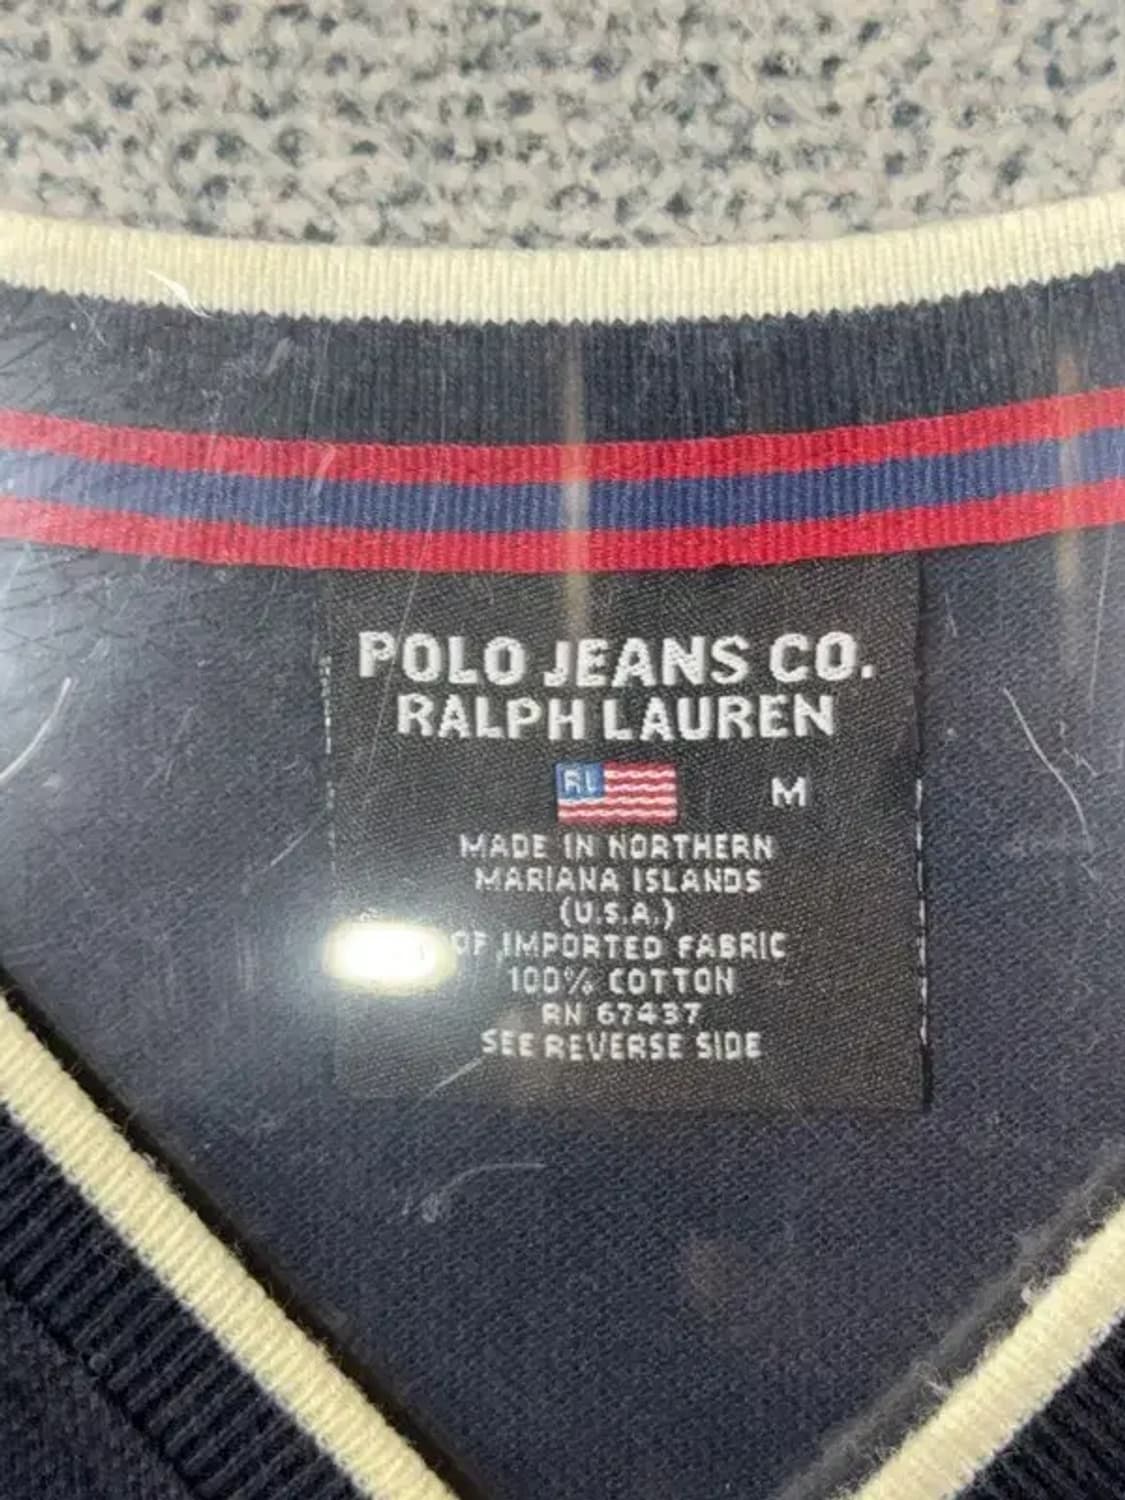 POLO JEANS CO.
RALPH LAUREN
RL
M
MADE IN NORTHERN
MARIANA ISLANDS
(U.S.A.)
OF IMPORTED FABRIC
100% COTTON
RN 67437
SEE REVERSE SIDE